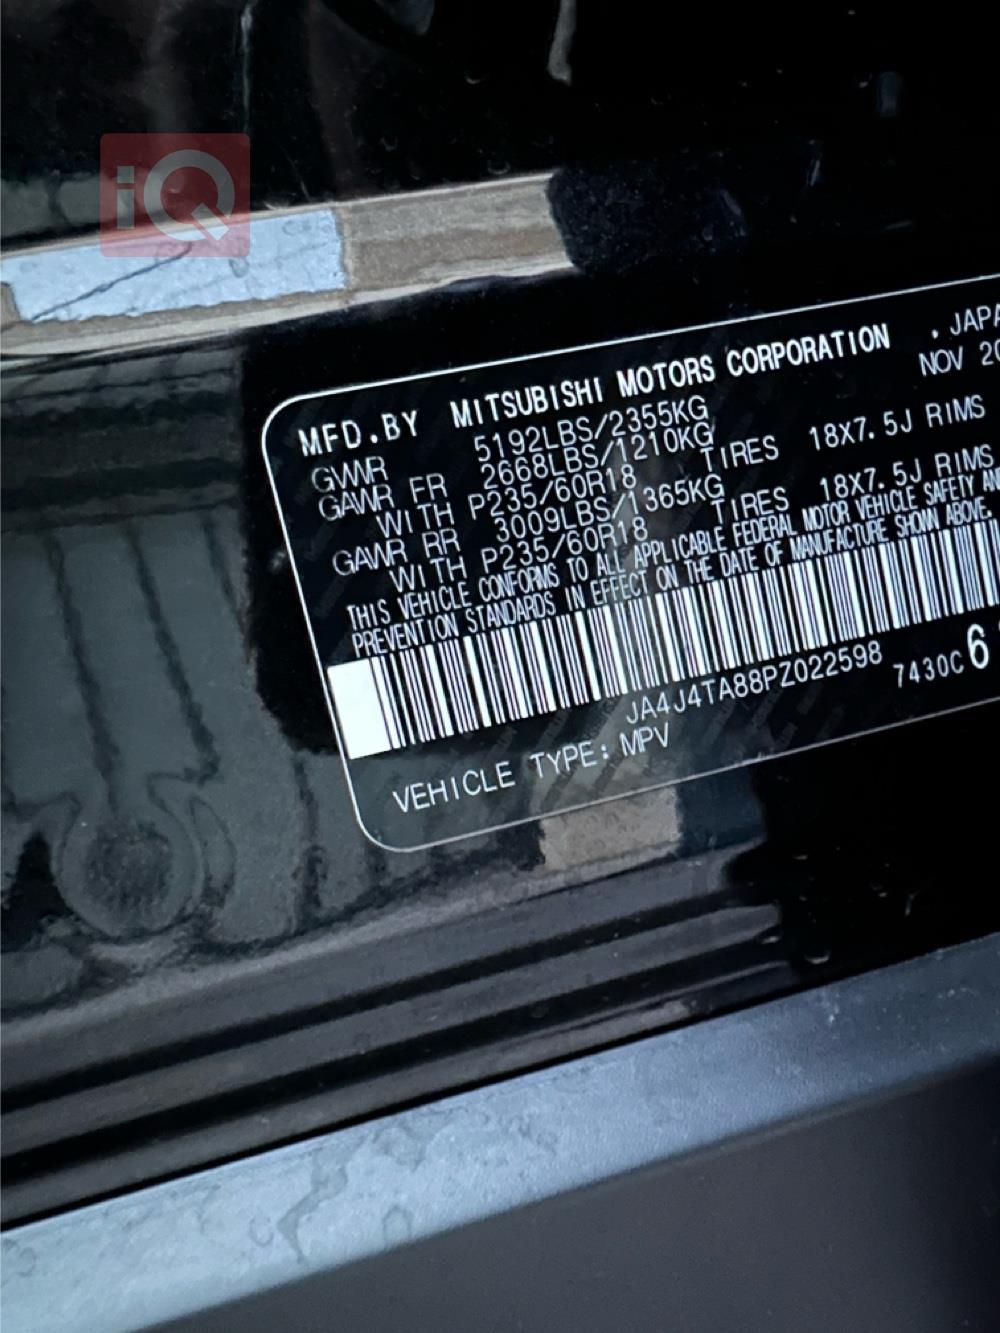 iQ
MFD.BY MITSUBISHI MOTORS CORPORATION . JAPA
NOV 20
GVWR 5192LBS/2355KG
GAWR FR 2668LBS/1210KG
WITH P235/60R18 TIRES 18X7.5J RIMS
GAWR RR 3009LBS/1365KG
WITH P235/60R18 TIRES 18X7.5J RIMS
THIS VEHICLE CONFORMS TO ALL APPLICABLE FEDERAL MOTOR VEHICLE SAFETY AN
PREVENTION STANDARDS IN EFFECT ON THE DATE OF MANUFACTURE SHOWN ABOVE.
JA4J4TA88PZ022598 7430C6
VEHICLE TYPE: MPV